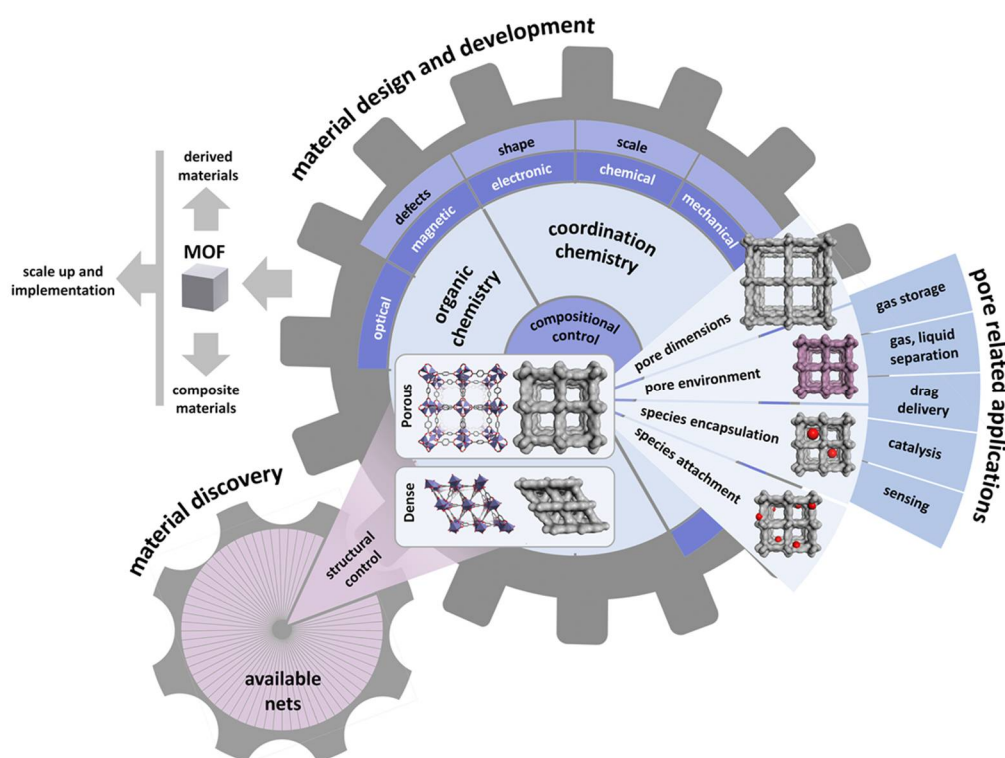 material design and development
derived
materials
MOF
scale up and
implementation
composite
materials
defects
shape
scale
optical
magnetic
electronic
chemical
mechanical
organic
chemistry
coordination
chemistry
compositional
control
Porous
Dense
pore dimensions
pore environment
species encapsulation
species attachment
gas storage
gas, liquid
separation
drag
delivery
catalysis
sensing
pore related applications
material discovery
structural
control
available
nets